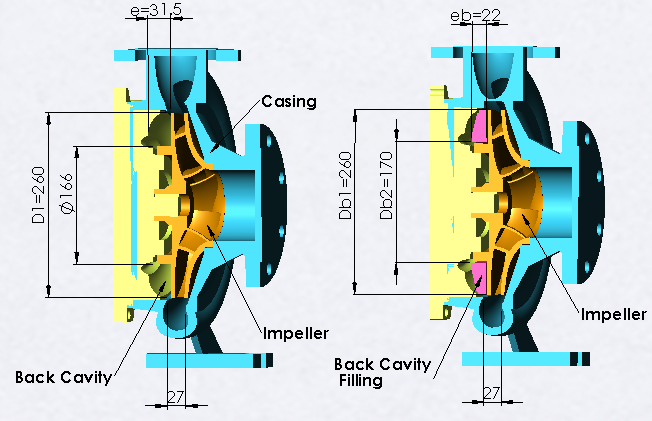 e=31,5
eb=22
Casing
D1=260
Ø166
Db1=260
Db2=170
Impeller
Impeller
Back Cavity
Back Cavity
Filling
27
27